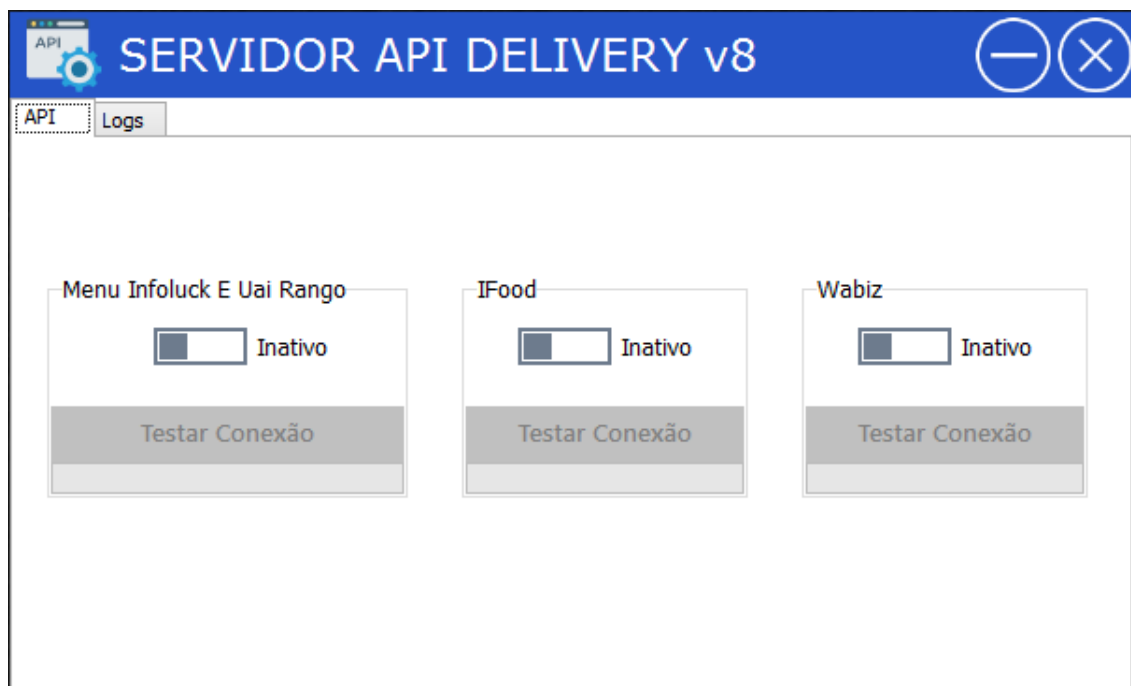 API
SERVIDOR API DELIVERY v8
API
Logs
Menu Infoluck E Uai Rango
IFood
Wabiz
Inativo
Inativo
Inativo
Testar Conexão
Testar Conexão
Testar Conexão